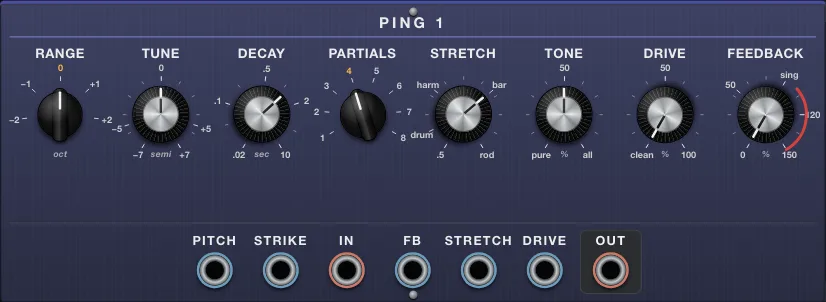 PING 1
RANGE TUNE DECAY PARTIALS STRETCH TONE DRIVE FEEDBACK
0 0 .5 4 5 50 50 sing
−1 +1 3 6 harm bar 50
.1 2
−2 +2 2 7 120
−5 +5 1 8 drum
oct −7 semi +7 .02 sec 10 .5 rod pure % all clean % 100 0 % 150
PITCH STRIKE IN FB STRETCH DRIVE OUT